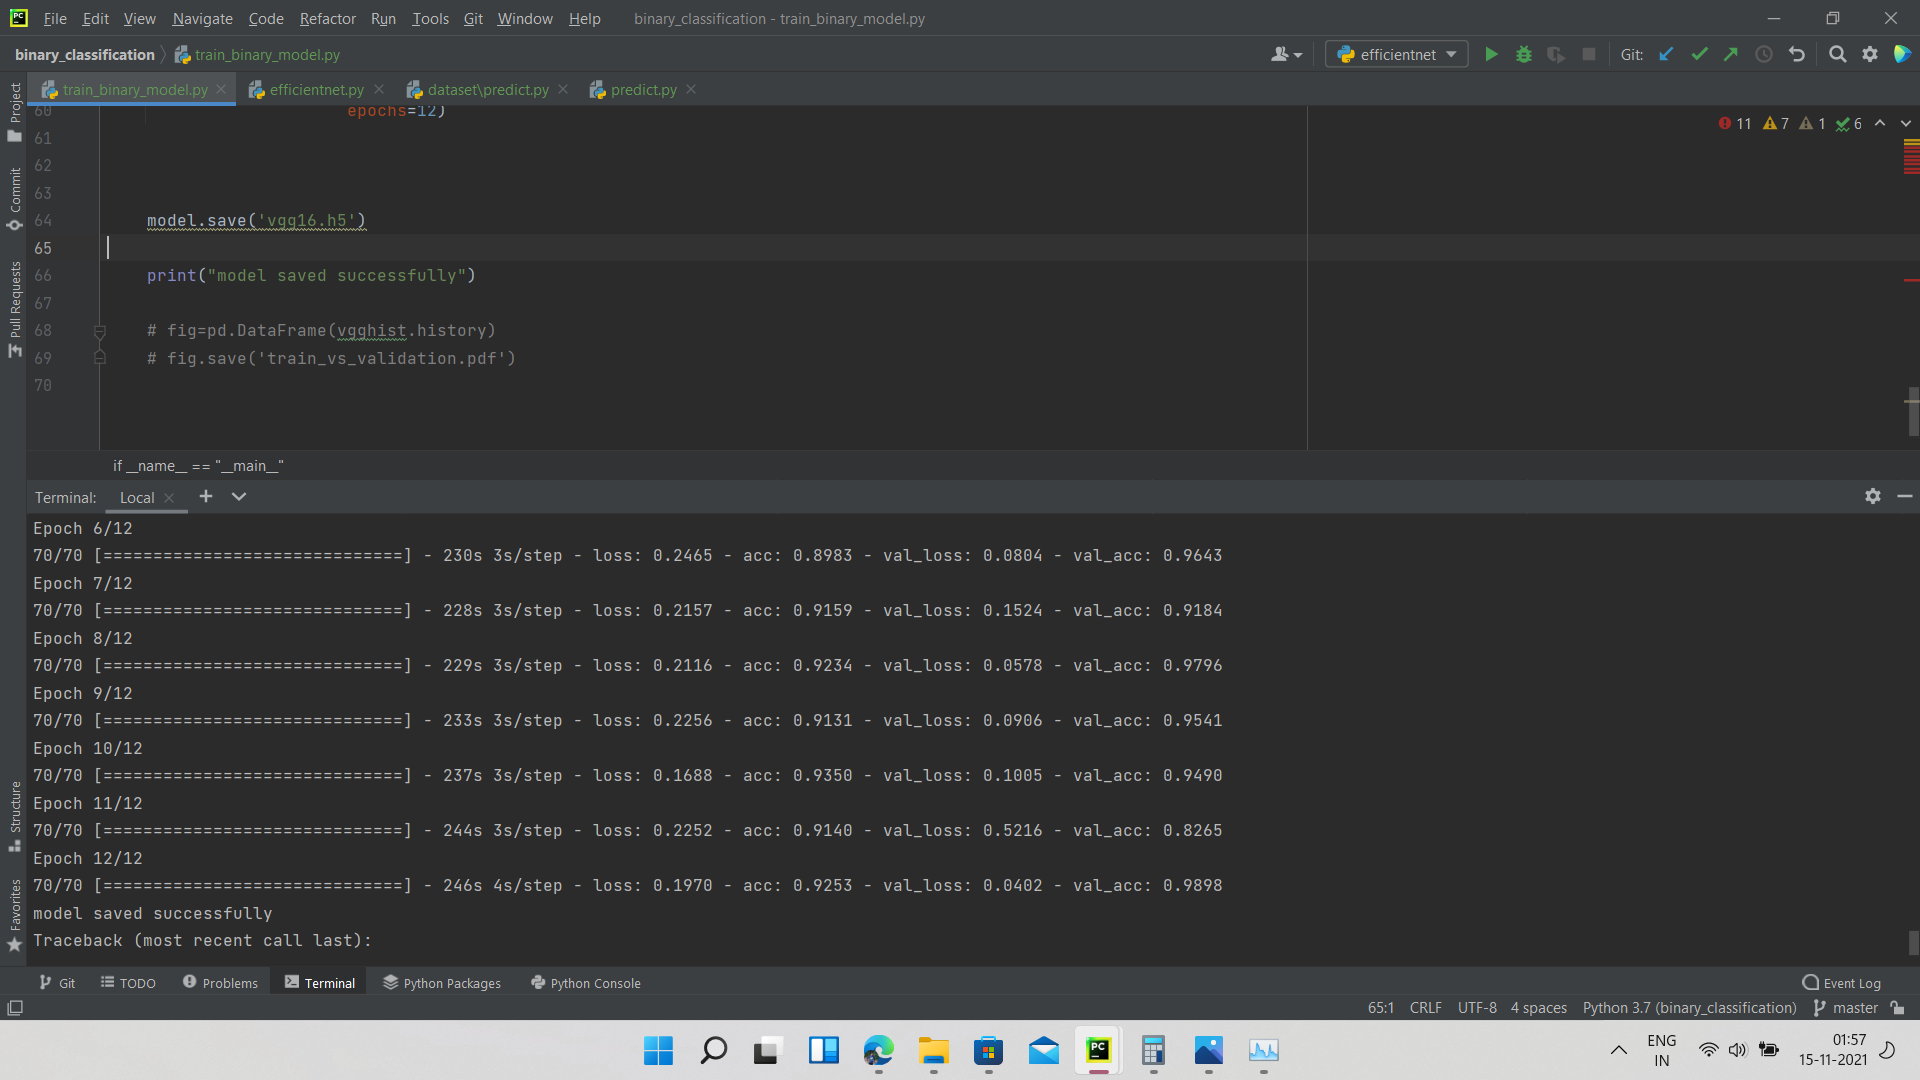 PC File Edit View Navigate Code Refactor Run Tools Git Window Help binary_classification - train_binary_model.py
binary_classification train_binary_model.py efficientnet Git:
train_binary_model.py efficientnet.py dataset\predict.py predict.py
Project
Commit
Pull Requests
Structure
Favorites
11 7 1 6
60 epochs=12)
61
62
63
64 model.save('vgg16.h5')
65
66 print("model saved successfully")
67
68 # fig=pd.DataFrame(vgghist.history)
69 # fig.save('train_vs_validation.pdf')
70
if __name__ == "__main__"
Terminal: Local
Epoch 6/12
70/70 [==============================] - 230s 3s/step - loss: 0.2465 - acc: 0.8983 - val_loss: 0.0804 - val_acc: 0.9643
Epoch 7/12
70/70 [==============================] - 228s 3s/step - loss: 0.2157 - acc: 0.9159 - val_loss: 0.1524 - val_acc: 0.9184
Epoch 8/12
70/70 [==============================] - 229s 3s/step - loss: 0.2116 - acc: 0.9234 - val_loss: 0.0578 - val_acc: 0.9796
Epoch 9/12
70/70 [==============================] - 233s 3s/step - loss: 0.2256 - acc: 0.9131 - val_loss: 0.0906 - val_acc: 0.9541
Epoch 10/12
70/70 [==============================] - 237s 3s/step - loss: 0.1688 - acc: 0.9350 - val_loss: 0.1005 - val_acc: 0.9490
Epoch 11/12
70/70 [==============================] - 244s 3s/step - loss: 0.2252 - acc: 0.9140 - val_loss: 0.5216 - val_acc: 0.8265
Epoch 12/12
70/70 [==============================] - 246s 4s/step - loss: 0.1970 - acc: 0.9253 - val_loss: 0.0402 - val_acc: 0.9898
model saved successfully
Traceback (most recent call last):
Git TODO Problems Terminal Python Packages Python Console Event Log
65:1 CRLF UTF-8 4 spaces Python 3.7 (binary_classification) master
PC
ENG
IN
01:57
15-11-2021